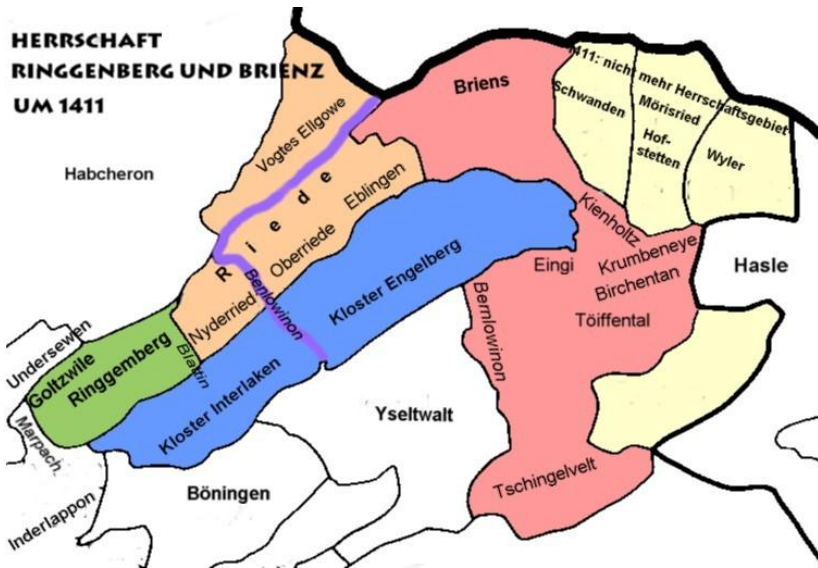 HERRSCHAFT
RINGGENBERG UND BRIENZ
UM 1411
Briens
1411: nicht mehr Herrschaftsgebiet
Schwanden
Mörisried
Hof-
stetten
Wyler
Vogtes Ellgowe
Habcheron
Riede
Eblingen
Oberriede
Nyderried
Benlowinon
Kienholtz
Krumbeneye
Birchentan
Eingi
Hasle
Töiffental
Bernlowinon
Kloster Engelberg
Undersewen
Goltzwile
Ringgemberg
Blattin
Kloster Interlaken
Yseltwalt
Marpach
Inderlappon
Böningen
Tschingelvelt